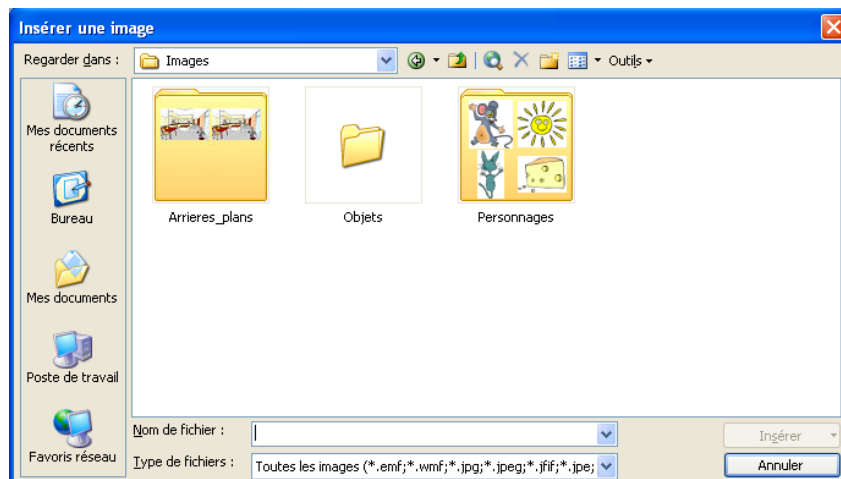 Insérer une image
Regarder dans :
Images
Outils
Mes documents
récents
Bureau
Mes documents
Poste de travail
Favoris réseau
Arrieres_plans
Objets
Personnages
Nom de fichier :
Insérer
Type de fichiers :
Toutes les images (*.emf;*.wmf;*.jpg;*.jpeg;*.jfif;*.jpe;
Annuler